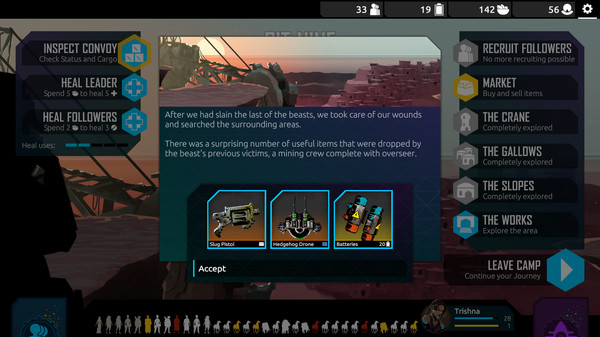 33
19
142
56
PIT NINE
INSPECT CONVOY
Check Status and Cargo
HEAL LEADER
Spend 5 to heal 5
HEAL FOLLOWERS
Spend 2 to heal 3
Heal uses:
After we had slain the last of the beasts, we took care of our wounds
and searched the surrounding areas.
There was a surprising number of useful items that were dropped by
the beast's previous victims, a mining crew complete with overseer.
Slug Pistol
Hedgehog Drone
Batteries
20
Accept
RECRUIT FOLLOWERS
No more recruiting possible
MARKET
Buy and sell items
THE CRANE
Completely explored
THE GALLOWS
Completely explored
THE SLOPES
Completely explored
THE WORKS
Explore the area
LEAVE CAMP
Continue your Journey
Trishna
28
1